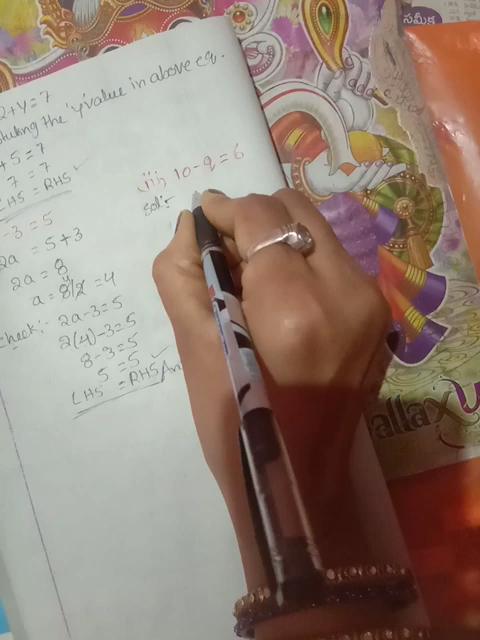 2+y=7
the 'y' value in above eq.
+5=7
7=7
LHS = RHS
-3=5
2a = 5+3
2a = 8
a = 8/2 = 4
check:- 2a-3=5
2(4)-3=5
8-3=5
5=5
LHS = RHS
iii, 10-q=6
sol:-
సమీక్ష